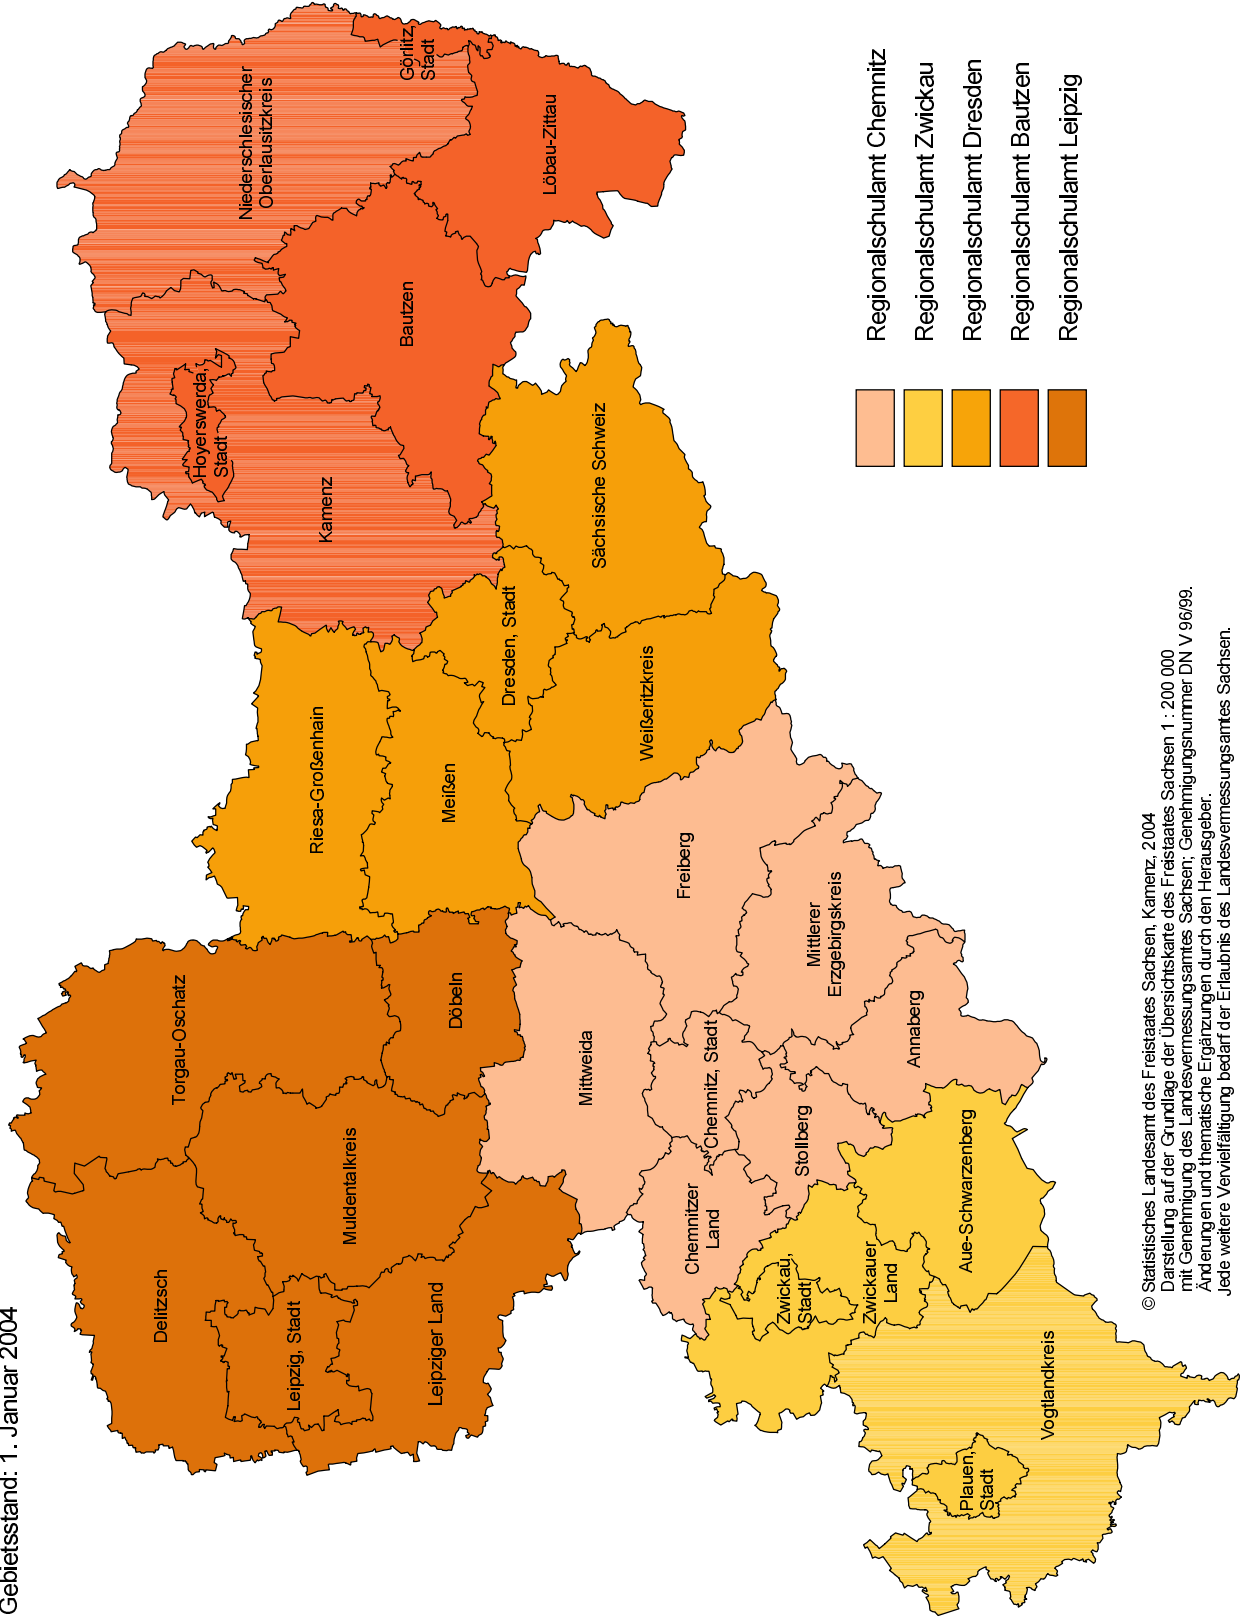 Gebietsstand: 1. Januar 2004
Torgau-Oschatz
Delitzsch
Leipzig, Stadt
Muldentalkreis
Leipziger Land
Döbeln
Riesa-Großenhain
Meißen
Dresden, Stadt
Weißeritzkreis
Sächsische Schweiz
Hoyerswerda,
Stadt
Kamenz
Bautzen
Niederschlesischer
Oberlausitzkreis
Görlitz,
Stadt
Löbau-Zittau
Mittweida
Freiberg
Chemnitz, Stadt
Chemnitzer
Land
Stollberg
Mittlerer
Erzgebirgskreis
Annaberg
Aue-Schwarzenberg
Zwickau,
Stadt
Zwickauer
Land
Plauen,
Stadt
Vogtlandkreis
Regionalschulamt Chemnitz
Regionalschulamt Zwickau
Regionalschulamt Dresden
Regionalschulamt Bautzen
Regionalschulamt Leipzig
© Statistisches Landesamt des Freistaates Sachsen, Kamenz, 2004
Darstellung auf der Grundlage der Übersichtskarte des Freistaates Sachsen 1 : 200 000
mit Genehmigung des Landesvermessungsamtes Sachsen; Genehmigungsnummer DN V 96/99.
Änderungen und thematische Ergänzungen durch den Herausgeber.
Jede weitere Vervielfältigung bedarf der Erlaubnis des Landesvermessungsamtes Sachsen.